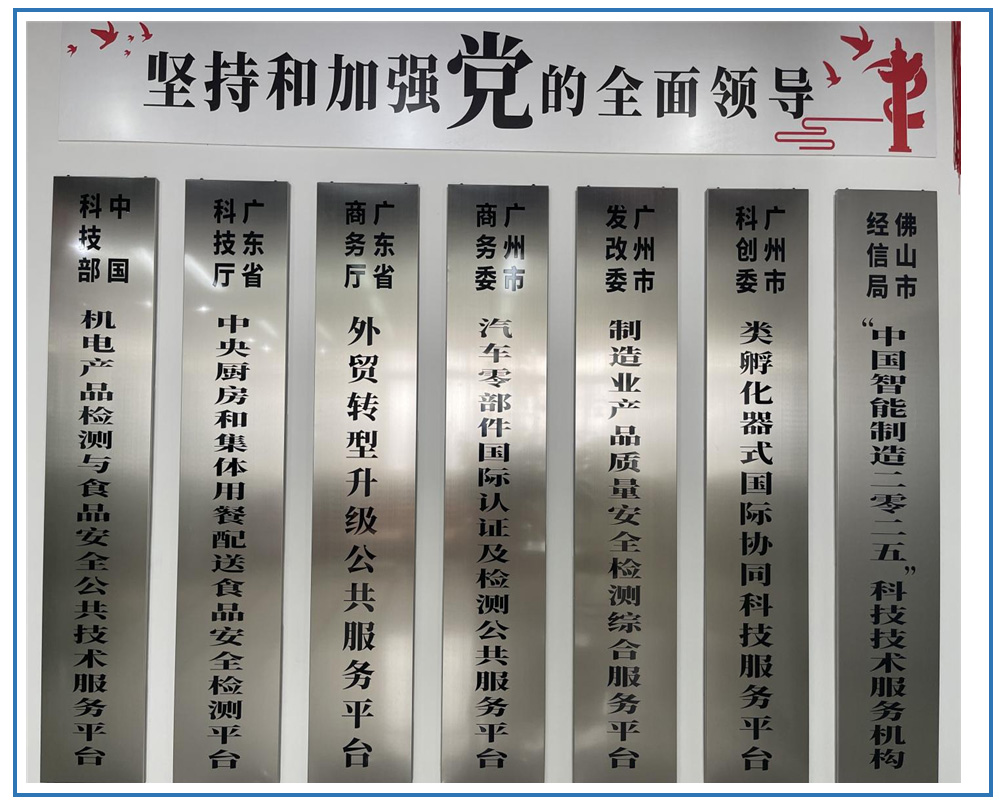 坚持和加强党的全面领导
中国
科技部
机电产品检测与食品安全公共技术服务平台
广东省
科技厅
中央厨房和集体用餐配送食品安全检测平台
广东省
商务厅
外贸转型升级公共服务平台
广州市
商务委
汽车零部件国际认证及检测公共服务平台
广州市
发改委
制造业产品质量安全检测综合服务平台
广州市
科创委
类孵化器式国际协同科技服务平台
佛山市
经信局
“中国智能制造二零二五”科技技术服务机构